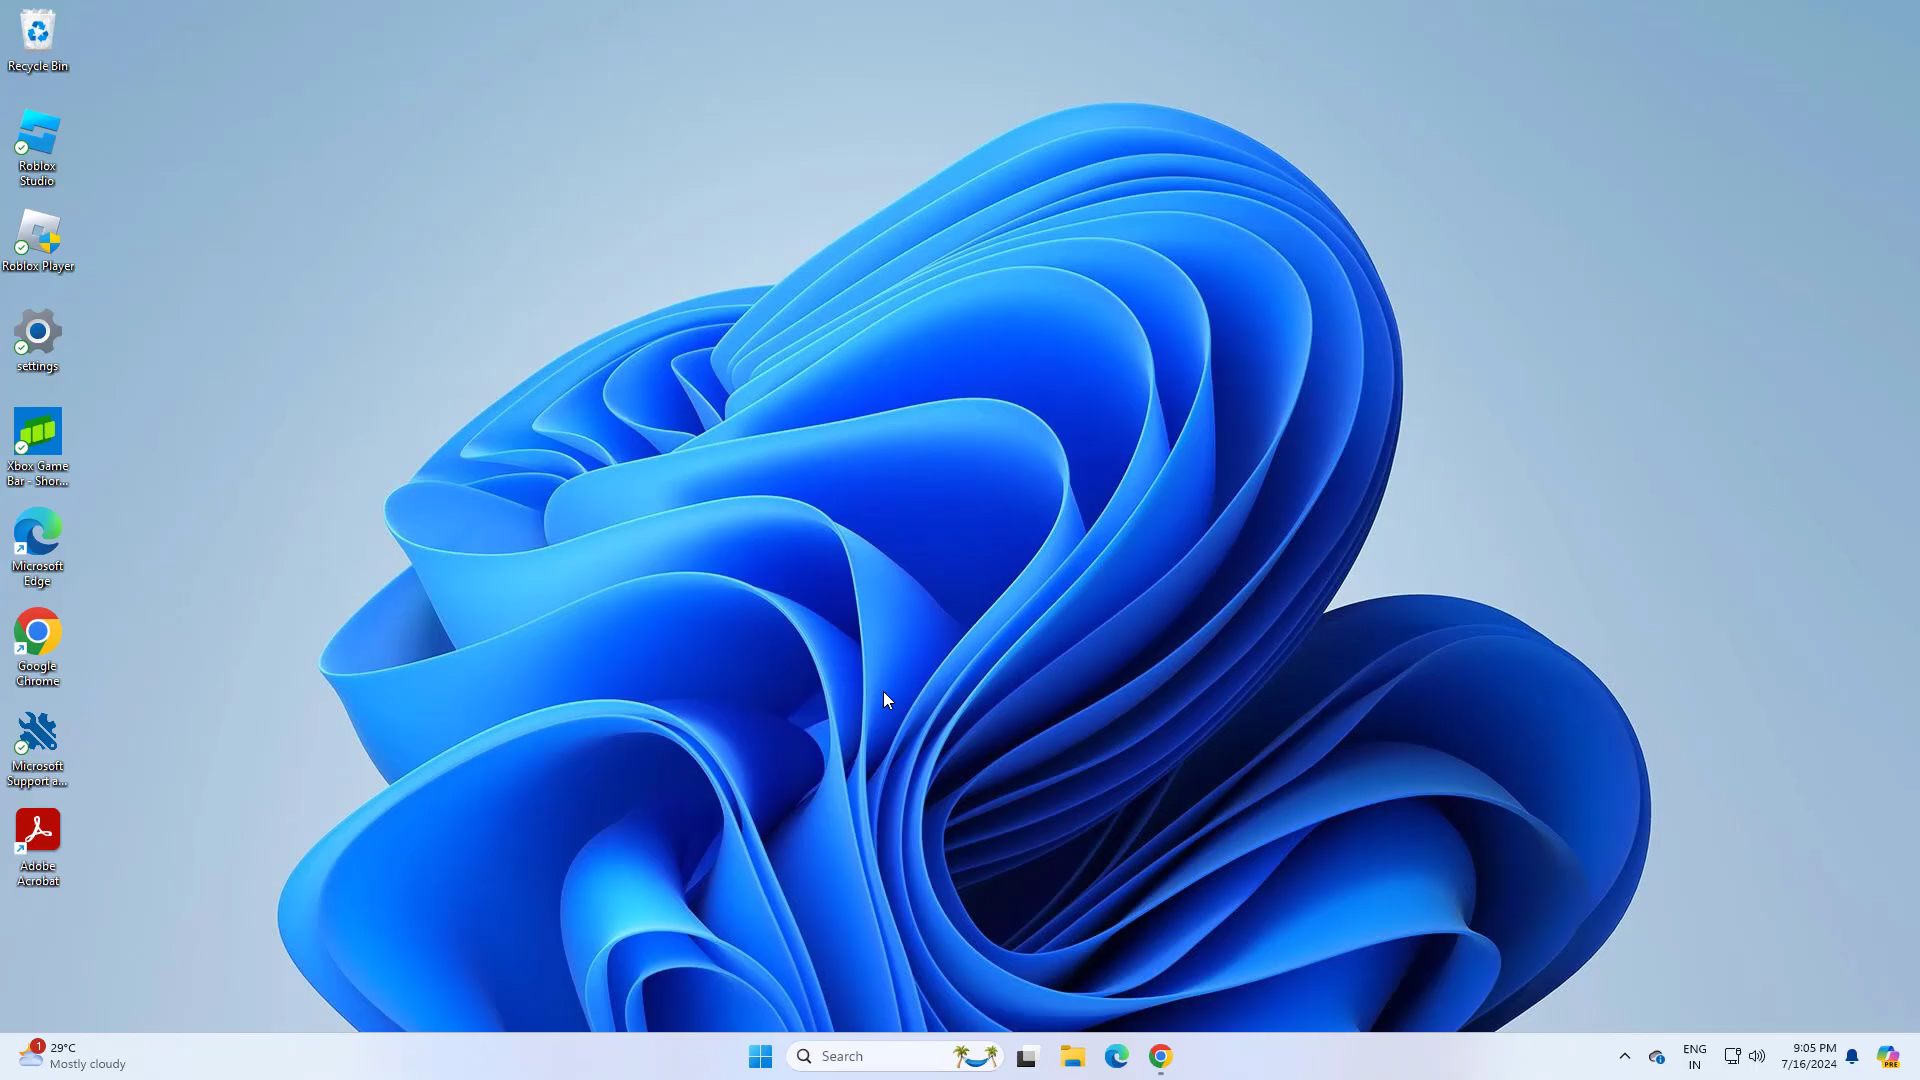 Recycle Bin
Roblox
Studio
Roblox Player
settings
Xbox Game
Bar - Shor...
Microsoft
Edge
Google
Chrome
Microsoft
Support a...
Adobe
Acrobat
1
29°C
Mostly cloudy
Search
ENG
IN
9:05 PM
7/16/2024
PRE